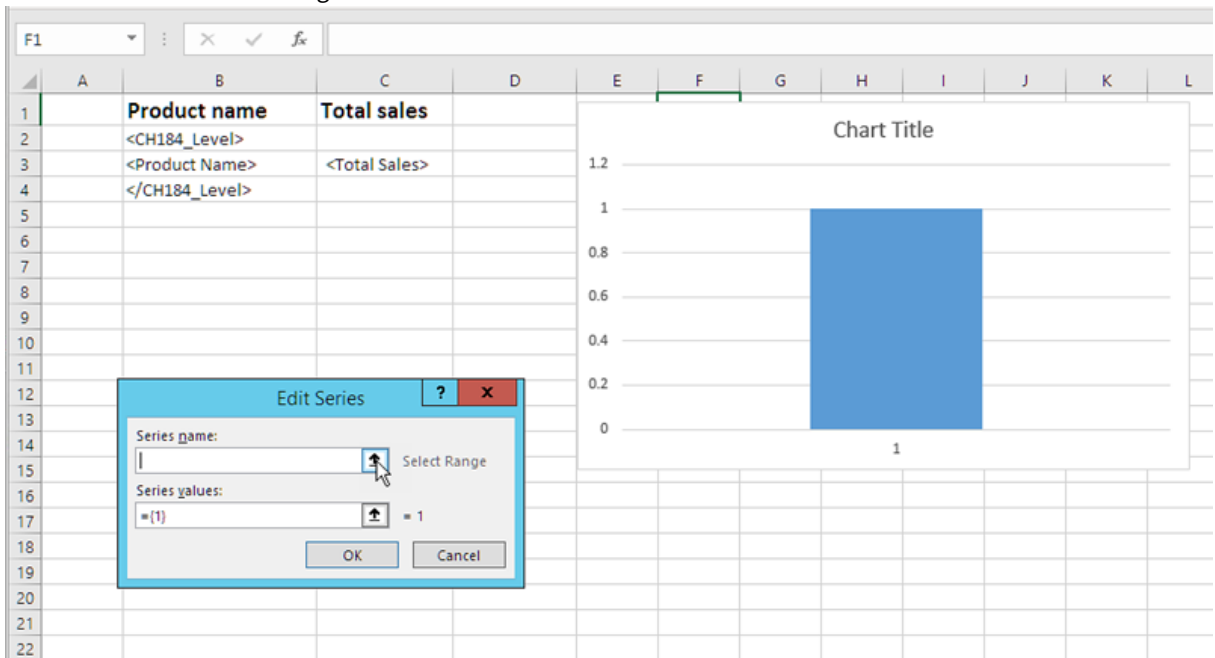 F1 fx
A B C D E F G H I J K L
1 Product name Total sales
2 <CH184_Level>
3 <Product Name> <Total Sales>
4 </CH184_Level>
5
6
7
8
9
10
11
12
13
14
15
16
17
18
19
20
21
22
Chart Title
1.2
1
0.8
0.6
0.4
0.2
0
1
Edit Series ? x
Series name:
Select Range
Series values:
={1} = 1
OK Cancel